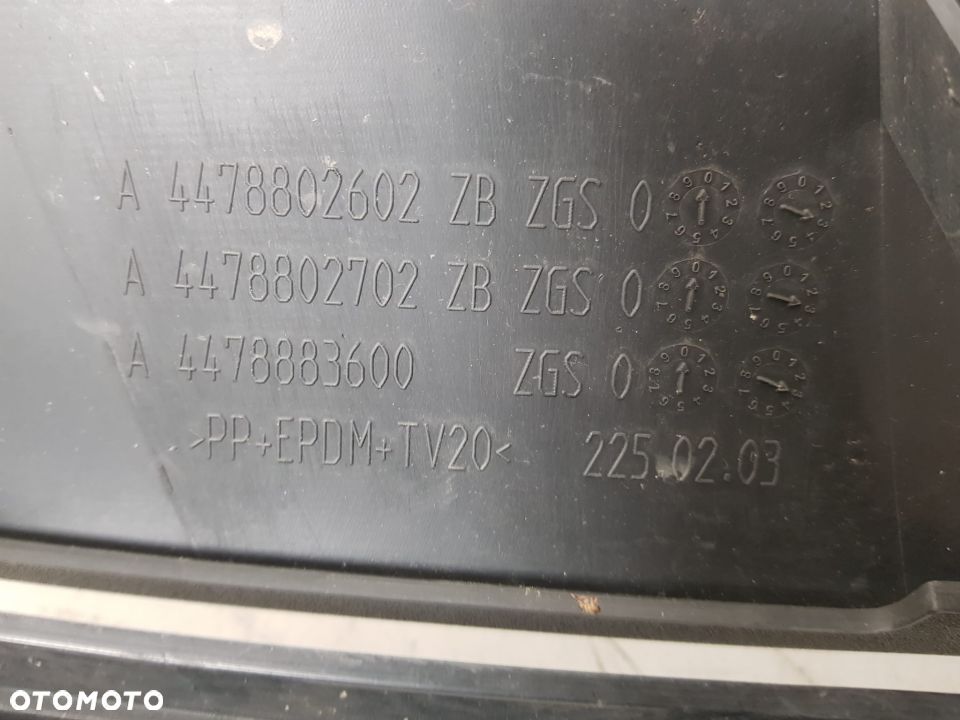 A 4478802602 ZB ZGS 0
A 4478802702 ZB ZGS 0
A 4478883600 ZGS 0
>PP+EPDM+TV20< 225.02.03
OTOMOTO